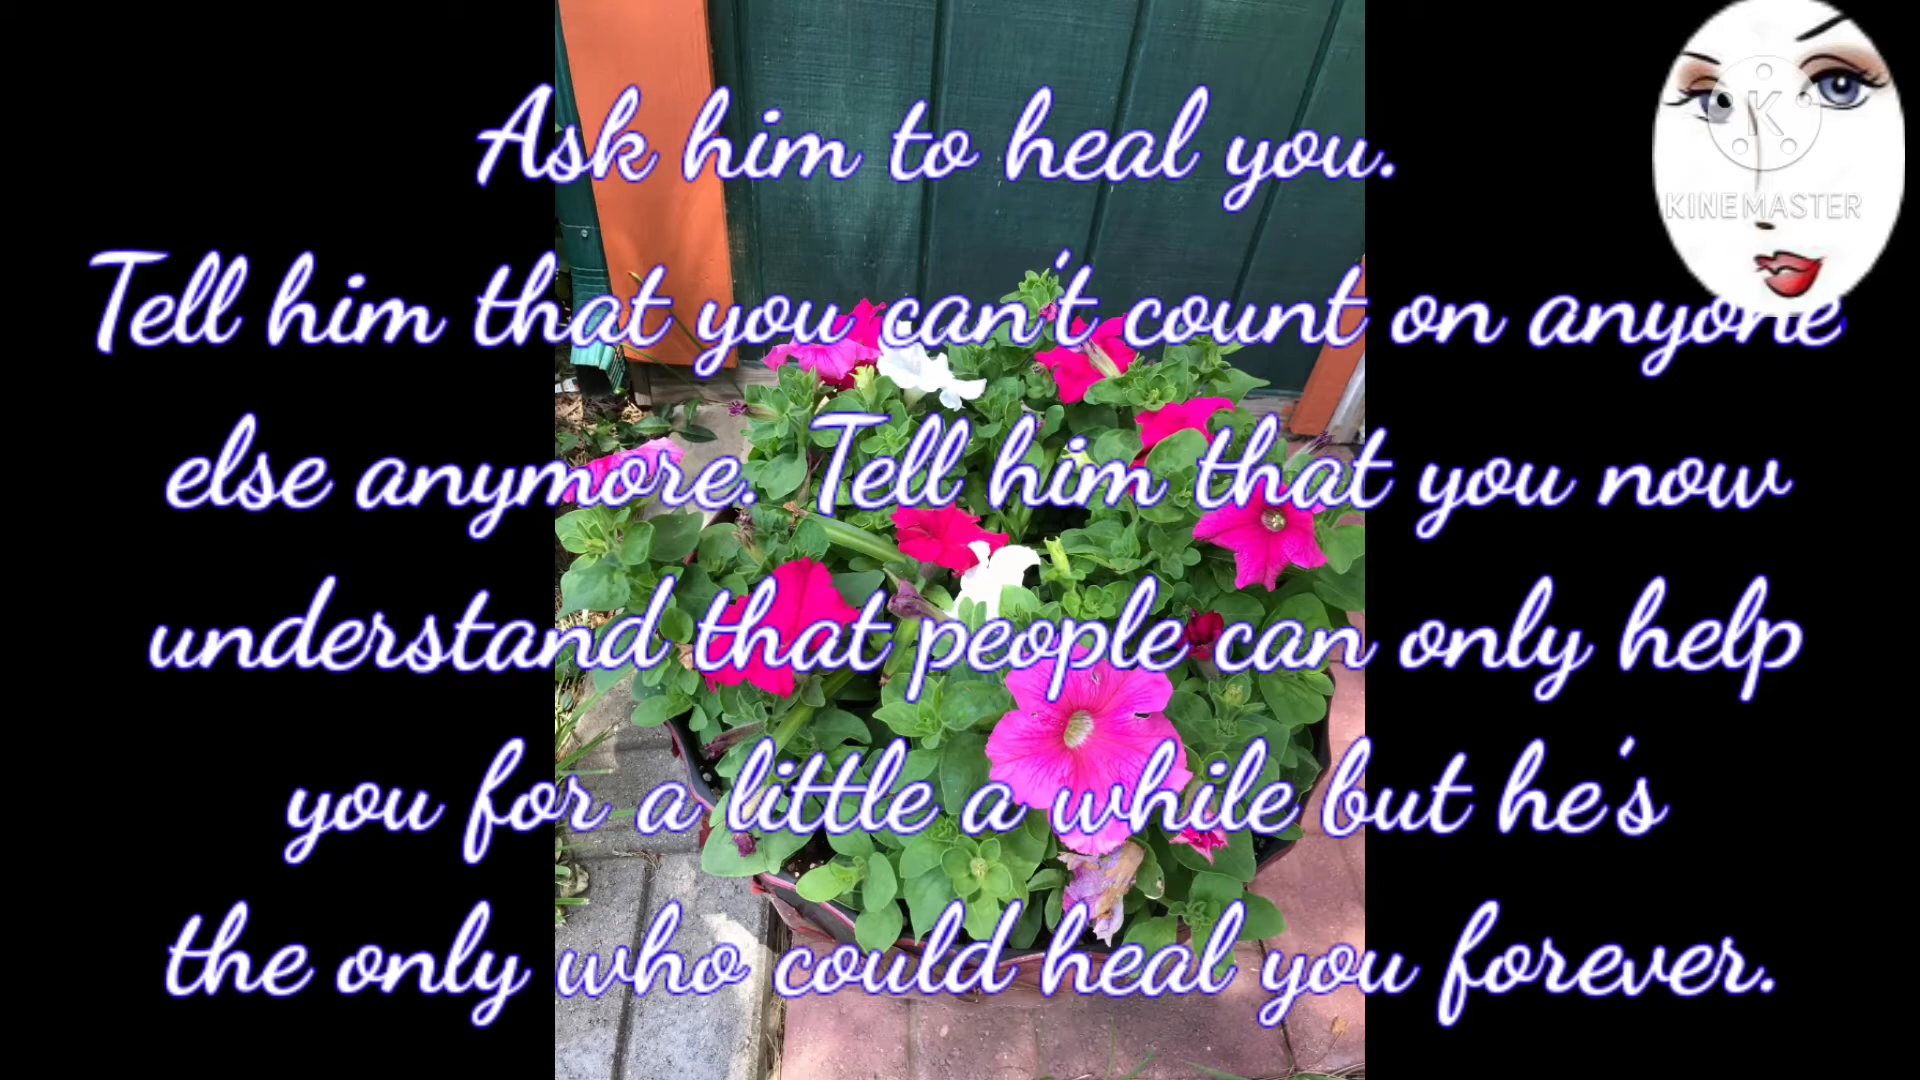 Ask him to heal you.
Tell him that you can't count on anyone
else anymore. Tell him that you now
understand that people can only help
you for a little a while but he's
the only who could heal you forever.
K
KINEMASTER